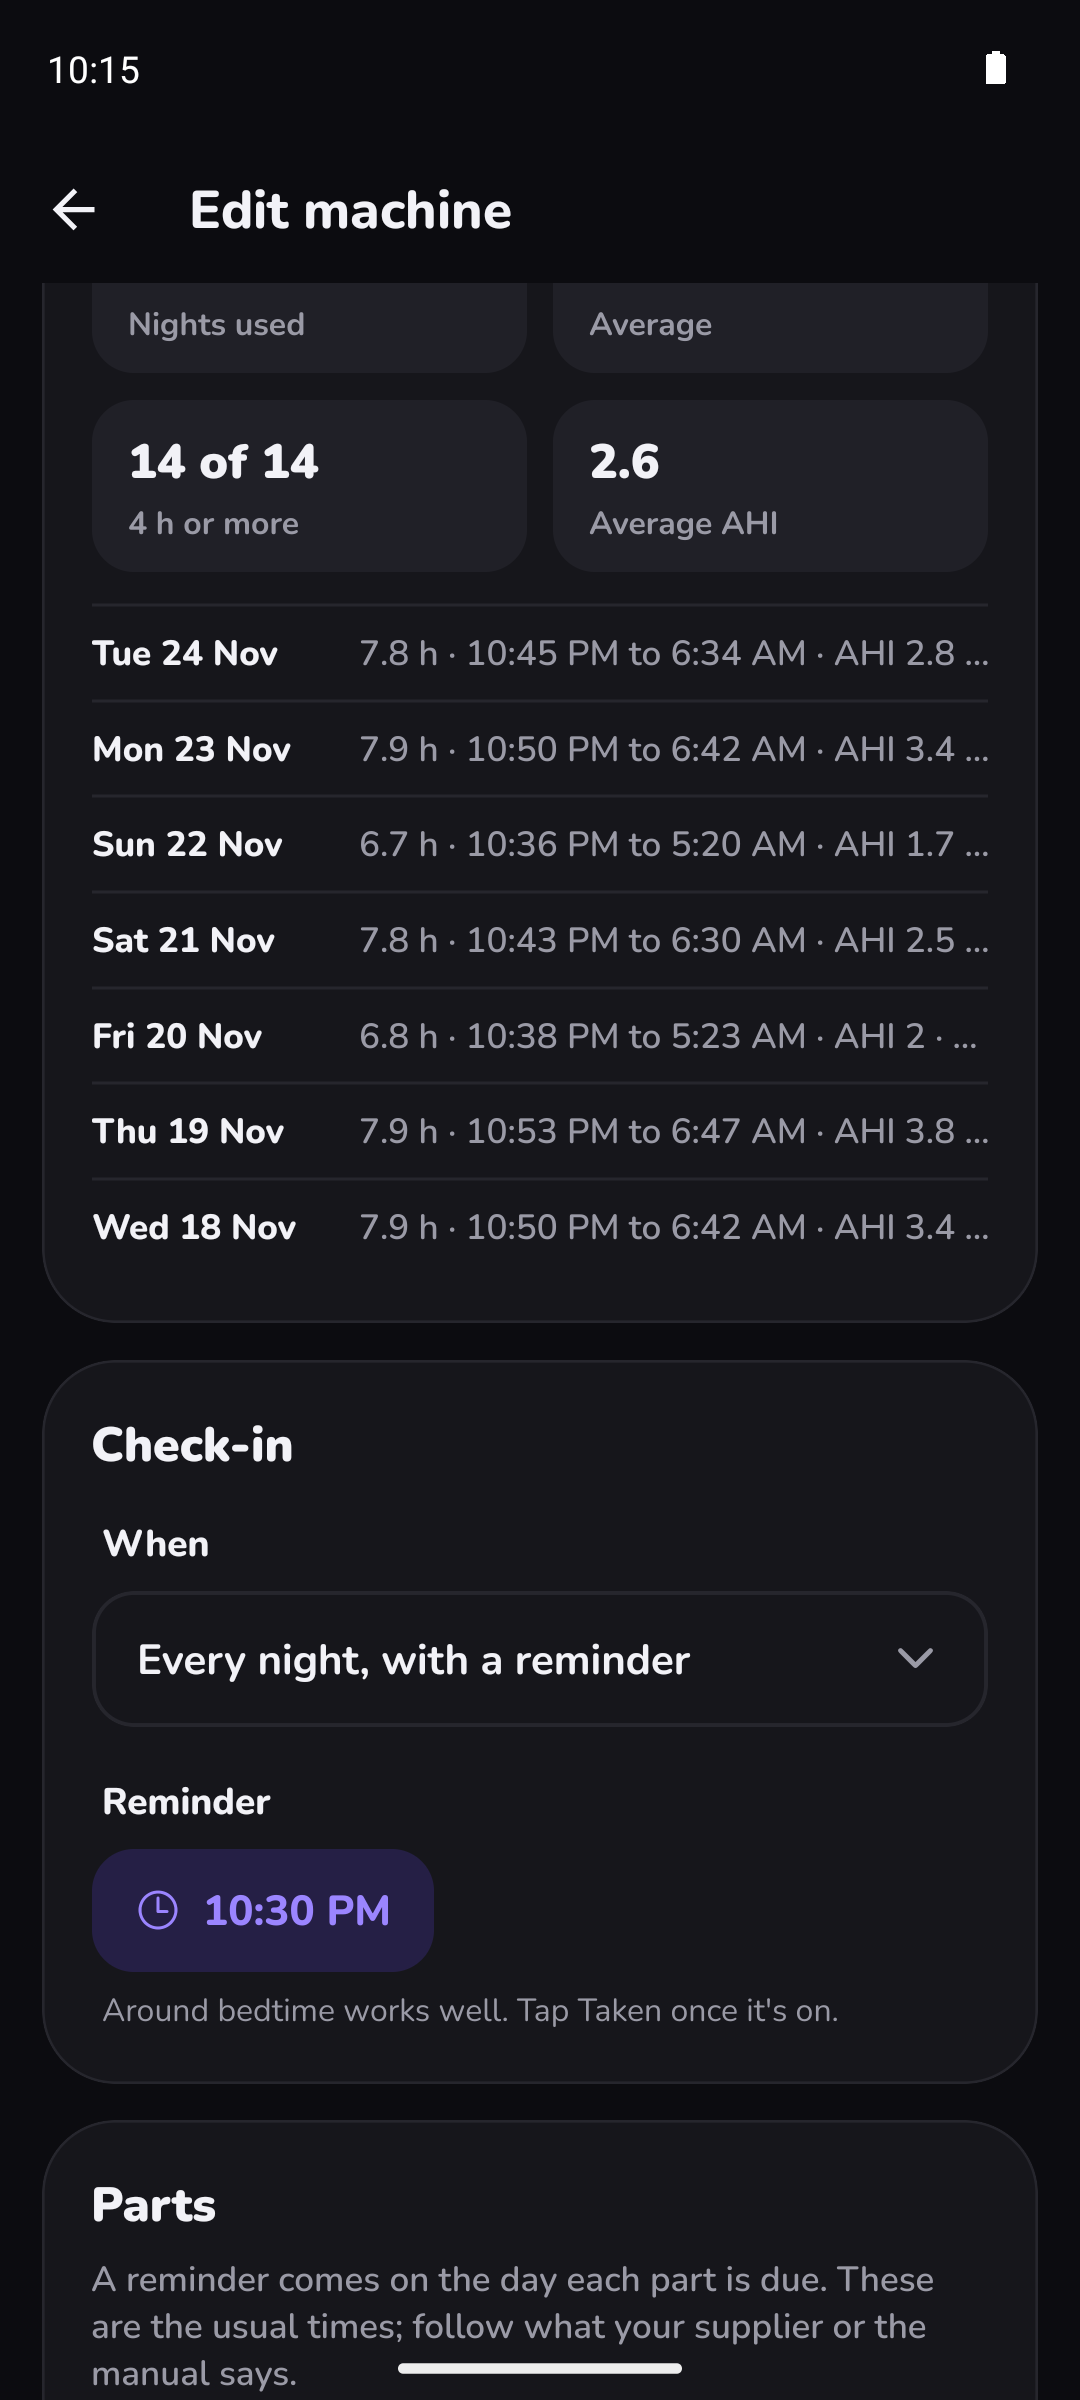 10:15
Edit machine
Nights used
Average
14 of 14
4 h or more
2.6
Average AHI
Tue 24 Nov 7.8 h · 10:45 PM to 6:34 AM · AHI 2.8 ...
Mon 23 Nov 7.9 h · 10:50 PM to 6:42 AM · AHI 3.4 ...
Sun 22 Nov 6.7 h · 10:36 PM to 5:20 AM · AHI 1.7 ...
Sat 21 Nov 7.8 h · 10:43 PM to 6:30 AM · AHI 2.5 ...
Fri 20 Nov 6.8 h · 10:38 PM to 5:23 AM · AHI 2 · ...
Thu 19 Nov 7.9 h · 10:53 PM to 6:47 AM · AHI 3.8 ...
Wed 18 Nov 7.9 h · 10:50 PM to 6:42 AM · AHI 3.4 ...
Check-in
When
Every night, with a reminder
Reminder
10:30 PM
Around bedtime works well. Tap Taken once it's on.
Parts
A reminder comes on the day each part is due. These
are the usual times; follow what your supplier or the
manual says.